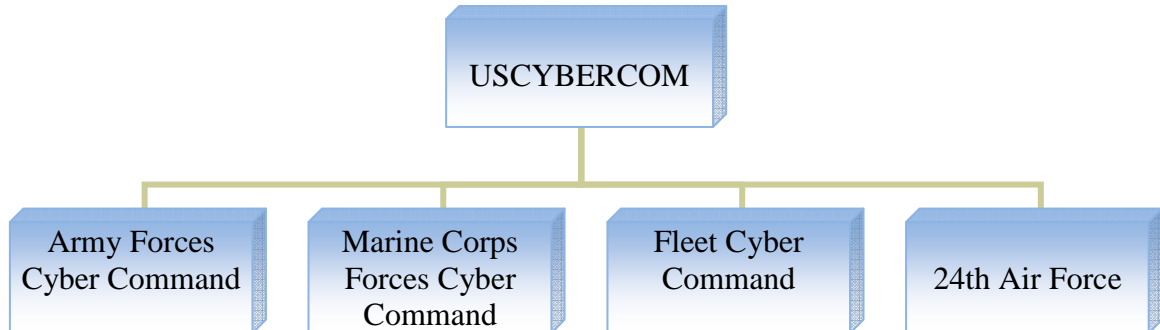 USCYBERCOM
Army Forces
Cyber Command
Marine Corps
Forces Cyber
Command
Fleet Cyber
Command
24th Air Force